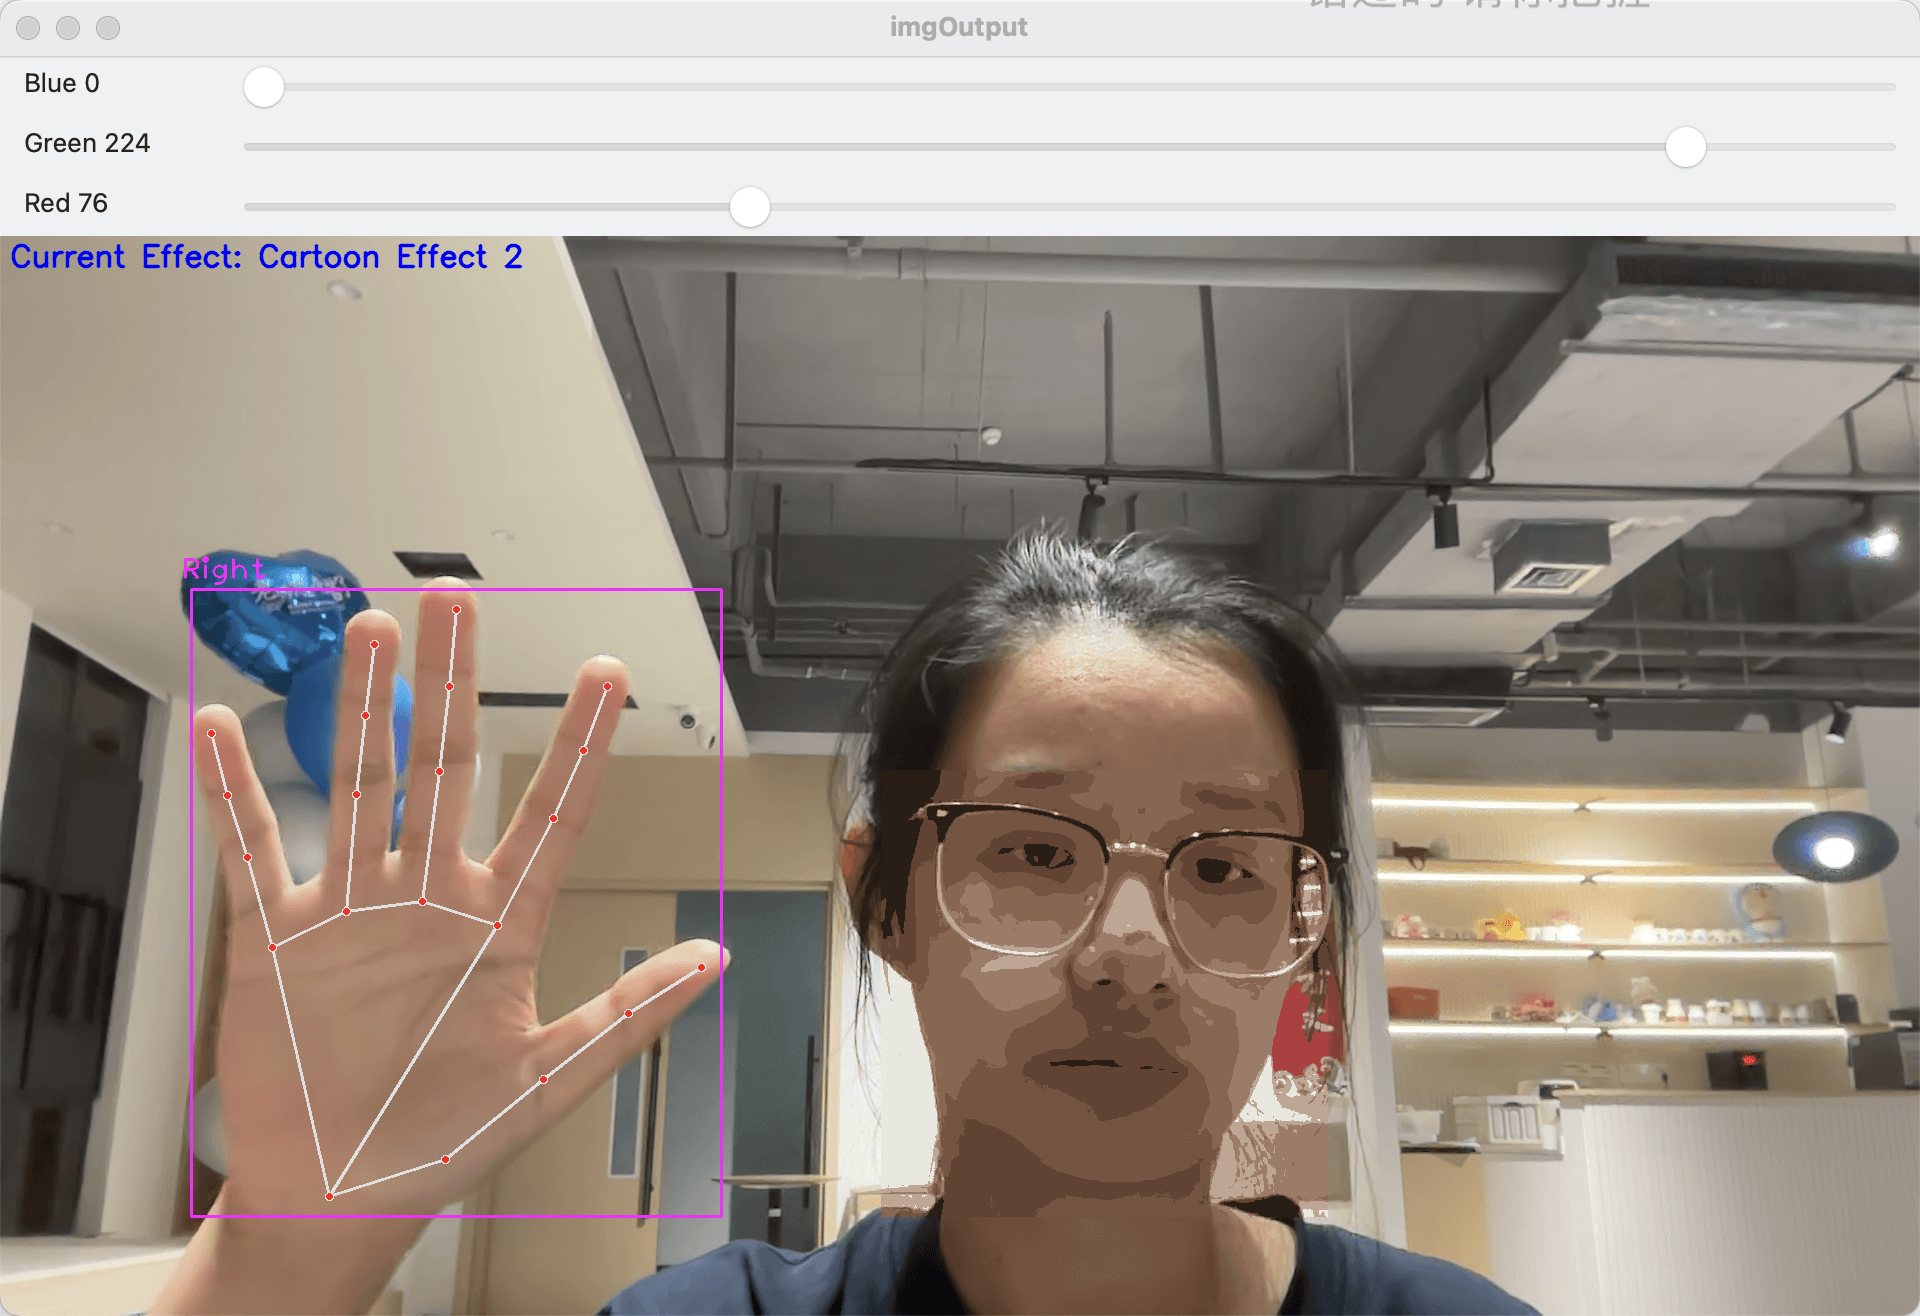 imgOutput
Blue 0
Green 224
Red 76
Current Effect: Cartoon Effect 2
Right